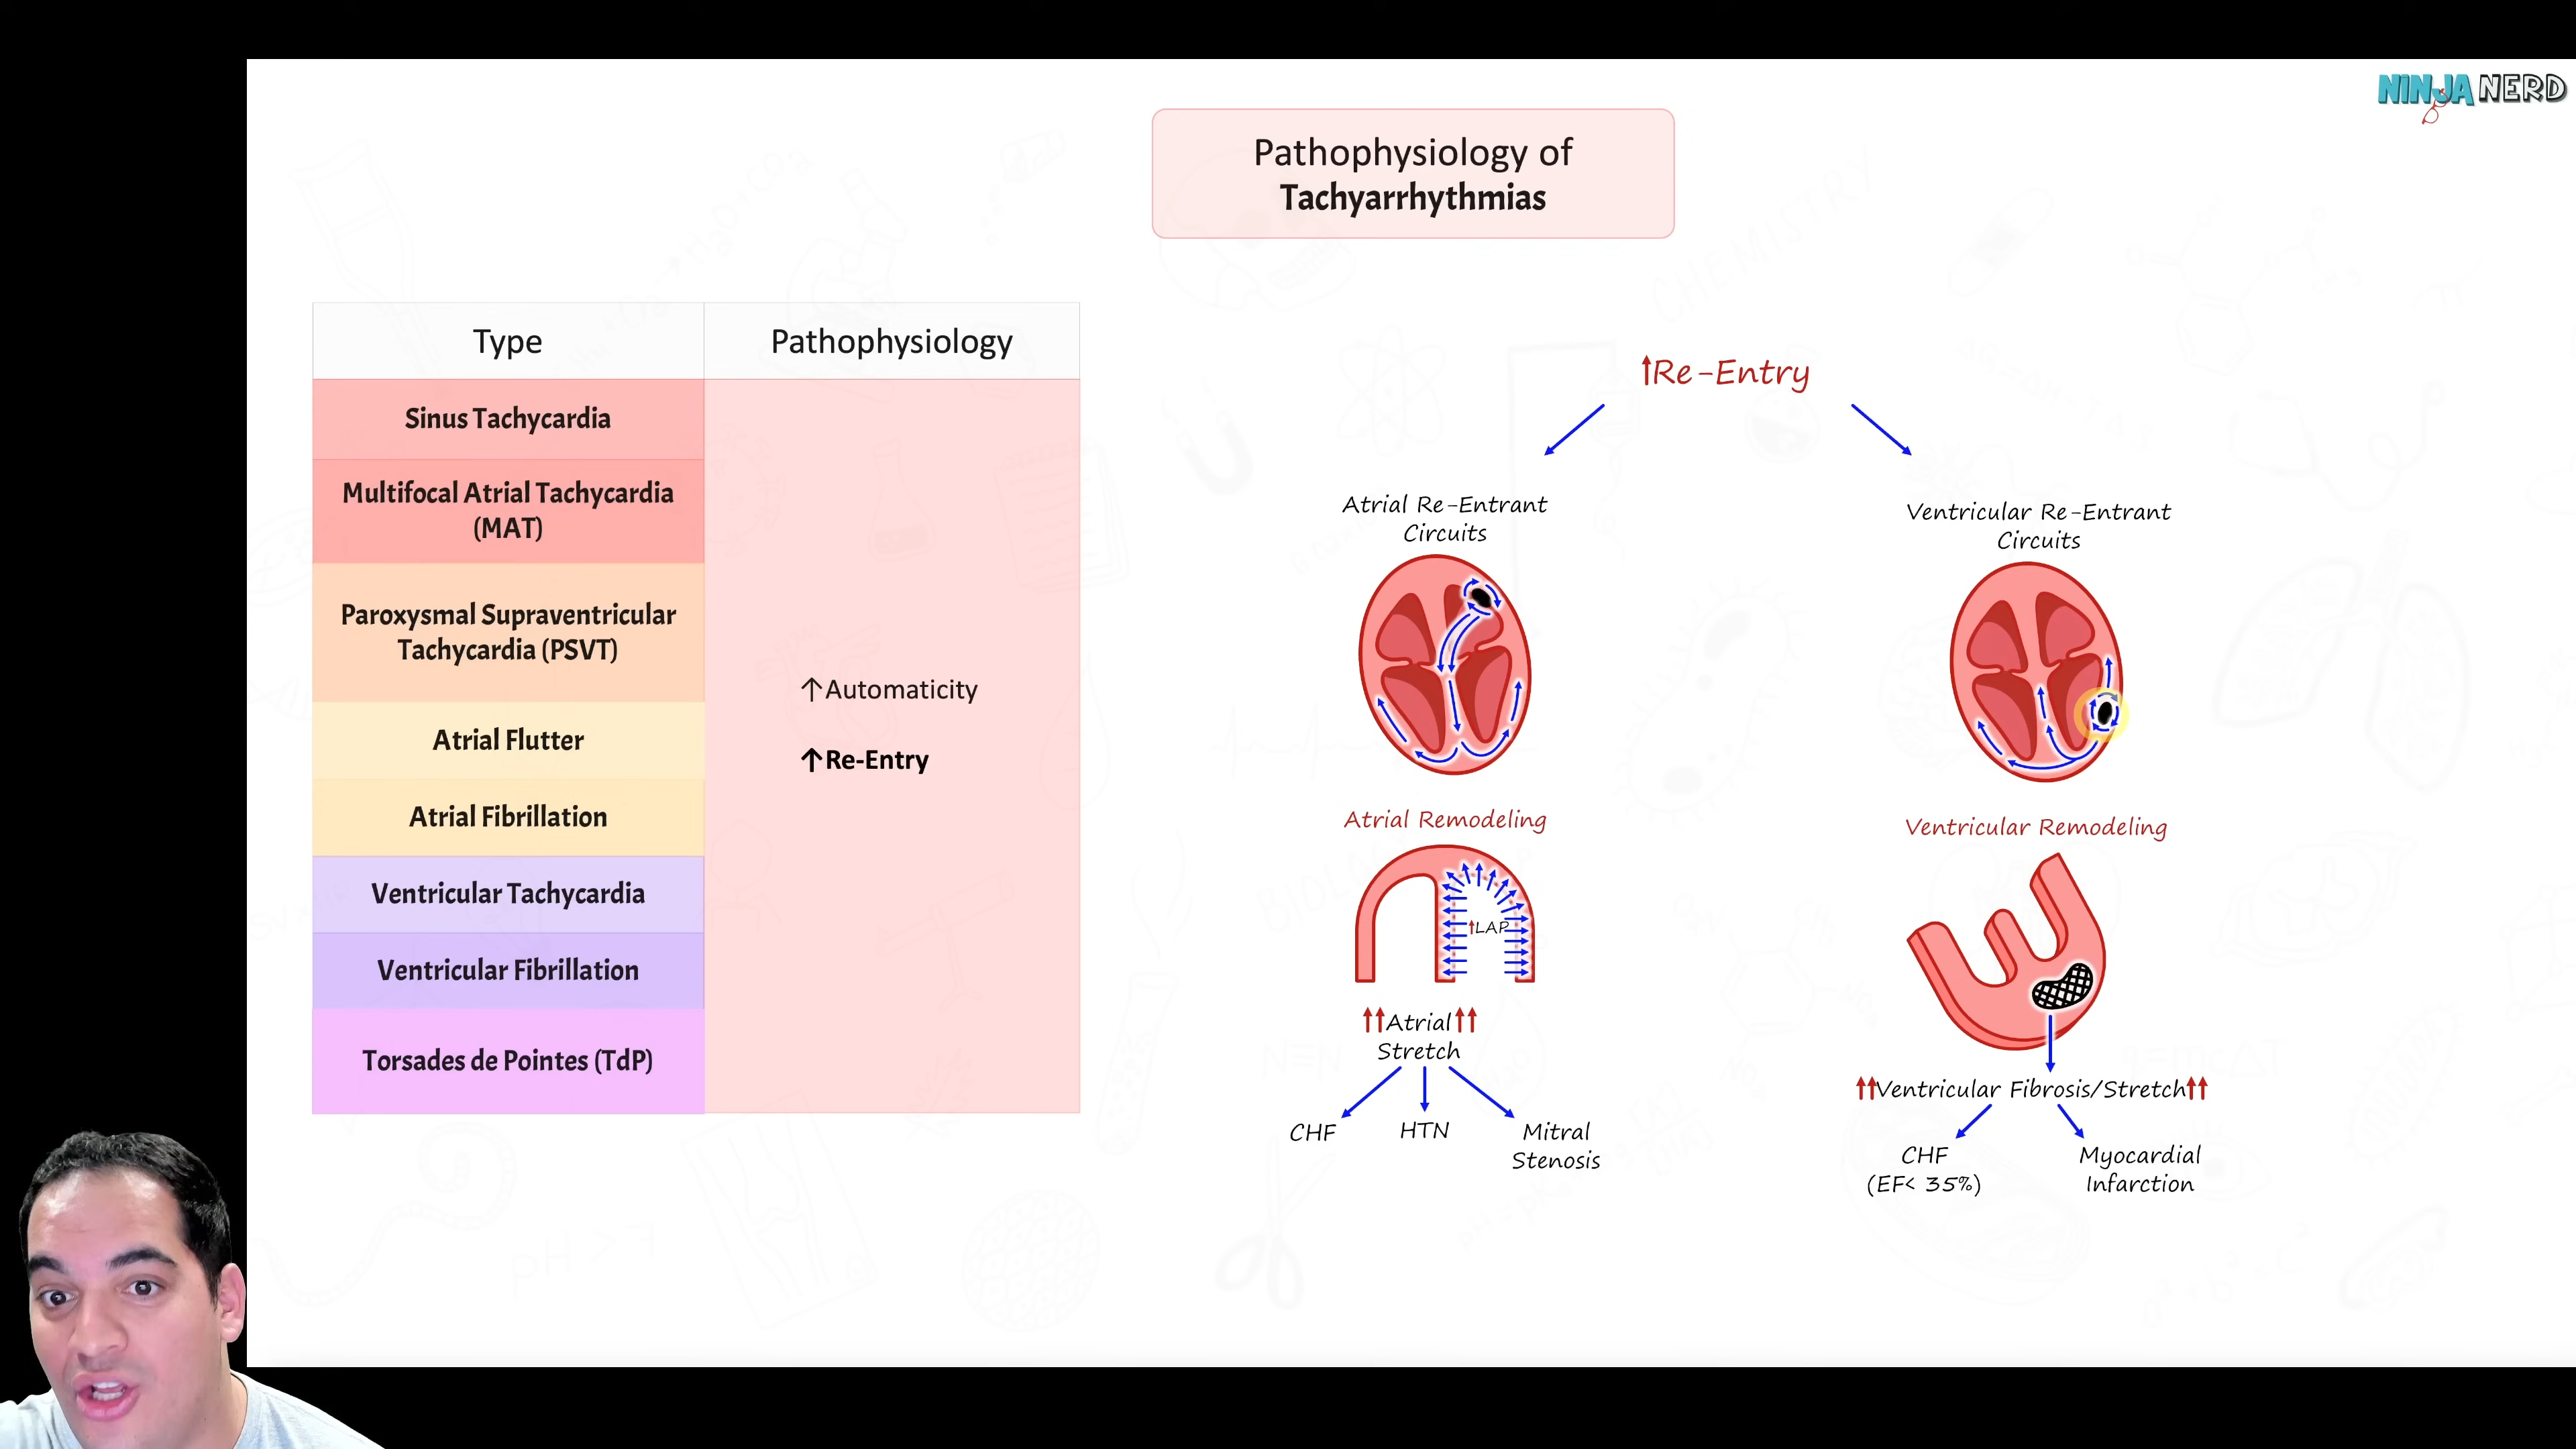 NINJA NERD
Pathophysiology of
Tachyarrhythmias
Type
Pathophysiology
Sinus Tachycardia
Multifocal Atrial Tachycardia
(MAT)
Paroxysmal Supraventricular
Tachycardia (PSVT)
Atrial Flutter
Atrial Fibrillation
Ventricular Tachycardia
Ventricular Fibrillation
Torsades de Pointes (TdP)
↑Automaticity
↑Re-Entry
↑Re-Entry
Atrial Re-Entrant
Circuits
Atrial Remodeling
↑LAP
↑↑Atrial↑↑
Stretch
CHF
HTN
Mitral
Stenosis
Ventricular Re-Entrant
Circuits
Ventricular Remodeling
↑↑Ventricular Fibrosis/Stretch↑↑
CHF
(EF< 35%)
Myocardial
Infarction
CHEMISTRY
pH > 7